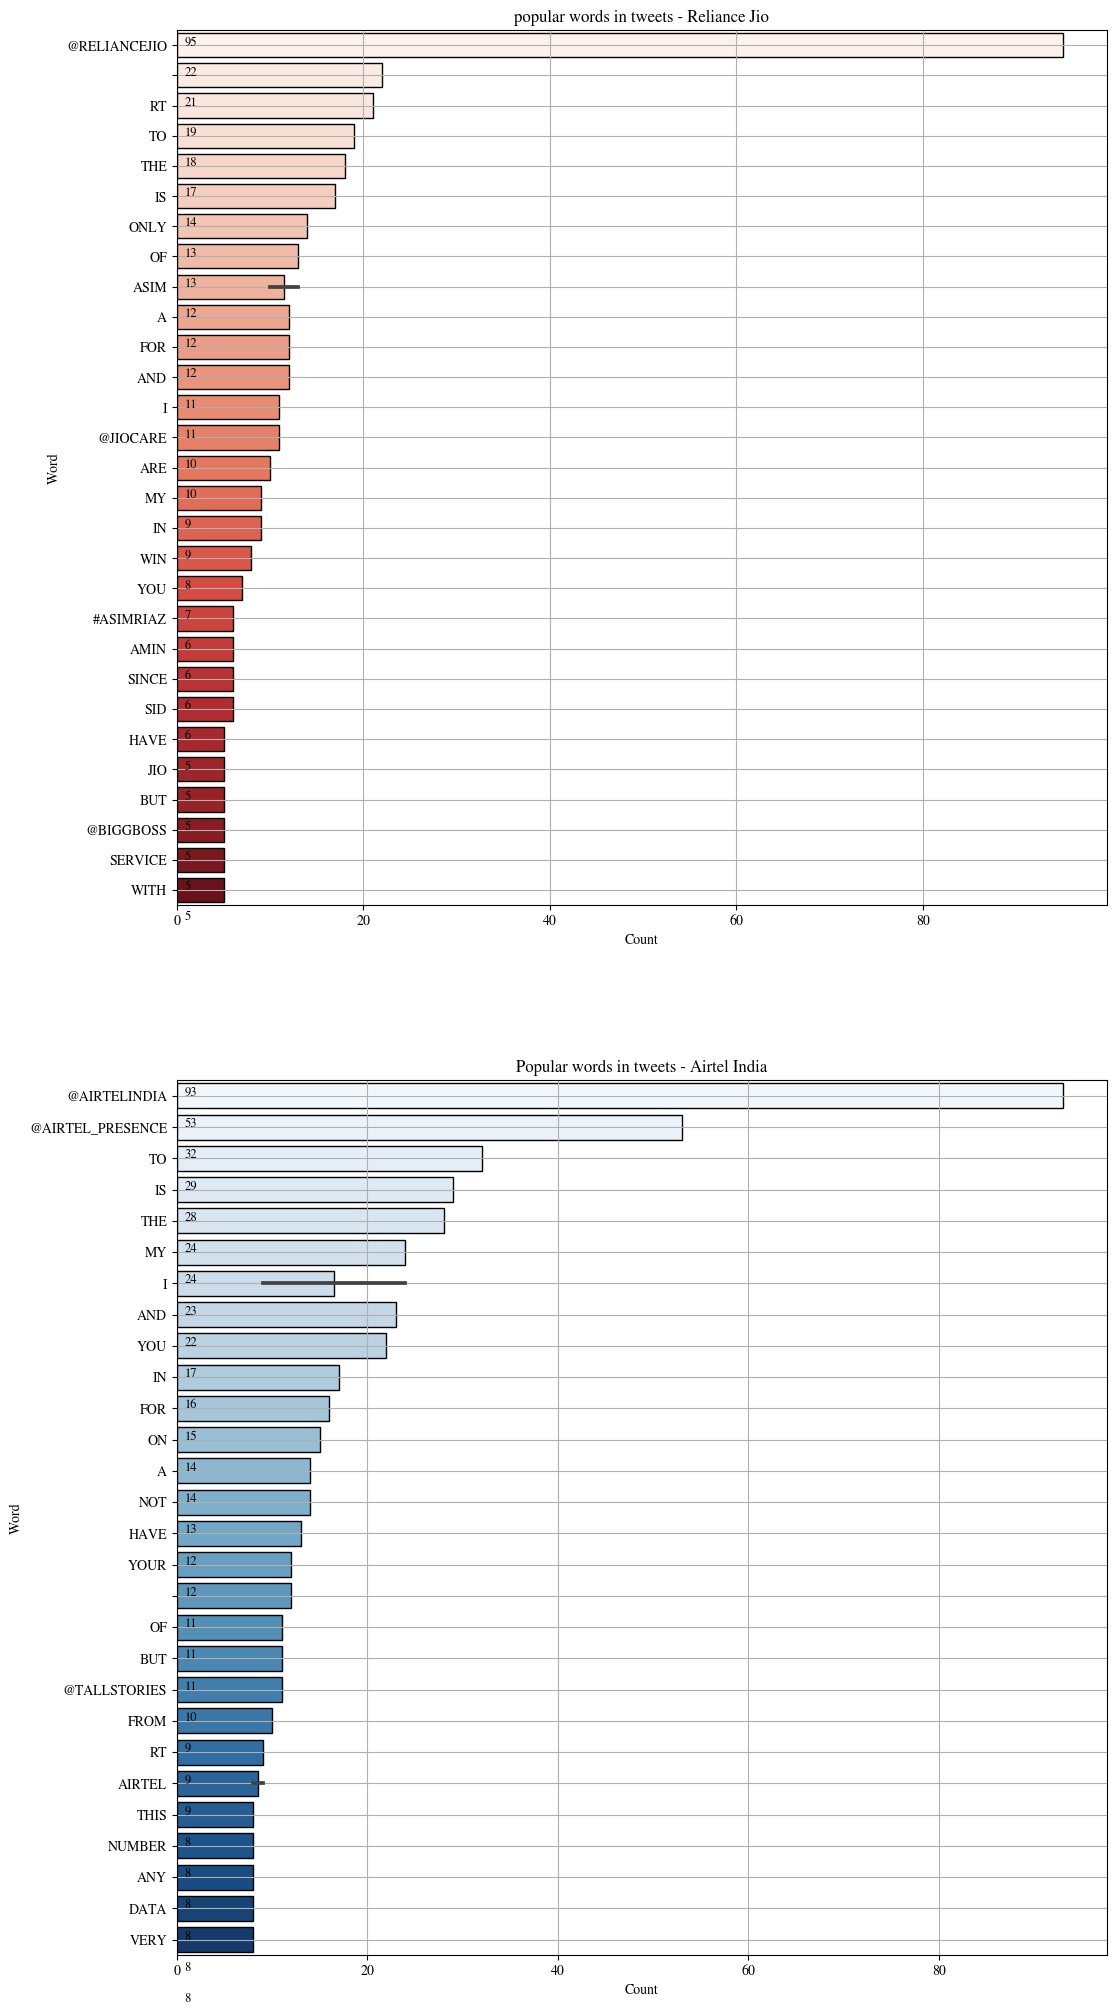 popular words in tweets - Reliance Jio
@RELIANCEJIO 95
22
RT 21
TO 19
THE 18
IS 17
ONLY 14
OF 13
ASIM 13
A 12
FOR 12
AND 12
I 11
@JIOCARE 11
ARE 10
MY 10
IN 9
WIN 9
YOU 8
#ASIMRIAZ 7
AMIN 6
SINCE 6
SID 6
HAVE 6
JIO 5
BUT 5
@BIGGBOSS 5
SERVICE 5
WITH 5
5
0 20 40 60 80
Count
Word
Popular words in tweets - Airtel India
@AIRTELINDIA 93
@AIRTEL_PRESENCE 53
TO 32
IS 29
THE 28
MY 24
I 24
AND 23
YOU 22
IN 17
FOR 16
ON 15
A 14
NOT 14
HAVE 13
YOUR 12
12
OF 11
BUT 11
@TALLSTORIES 11
FROM 10
RT 9
AIRTEL 9
THIS 9
NUMBER 8
ANY 8
DATA 8
VERY 8
8
0 20 40 60 80
Count
8
Word